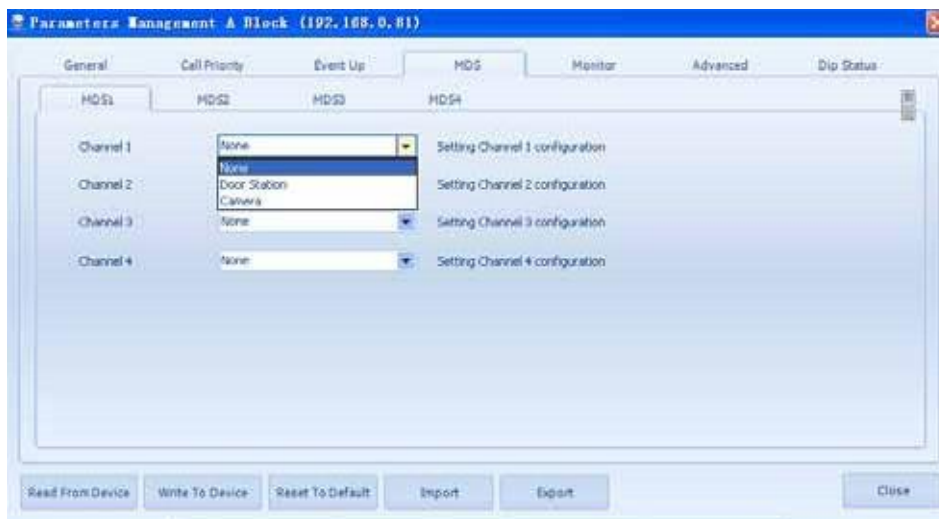 Parameters Management A Block (192.168.0.81)
General Call Priority Event Up MDS Monitor Advanced Dip Status
MDS1 MDS2 MDS3 MDS4
Channel 1 None Setting Channel 1 configuration
None
Channel 2 Door Station Setting Channel 2 configuration
Camera
Channel 3 None Setting Channel 3 configuration
Channel 4 None Setting Channel 4 configuration
Read From Device Write To Device Reset To Default Import Export Close